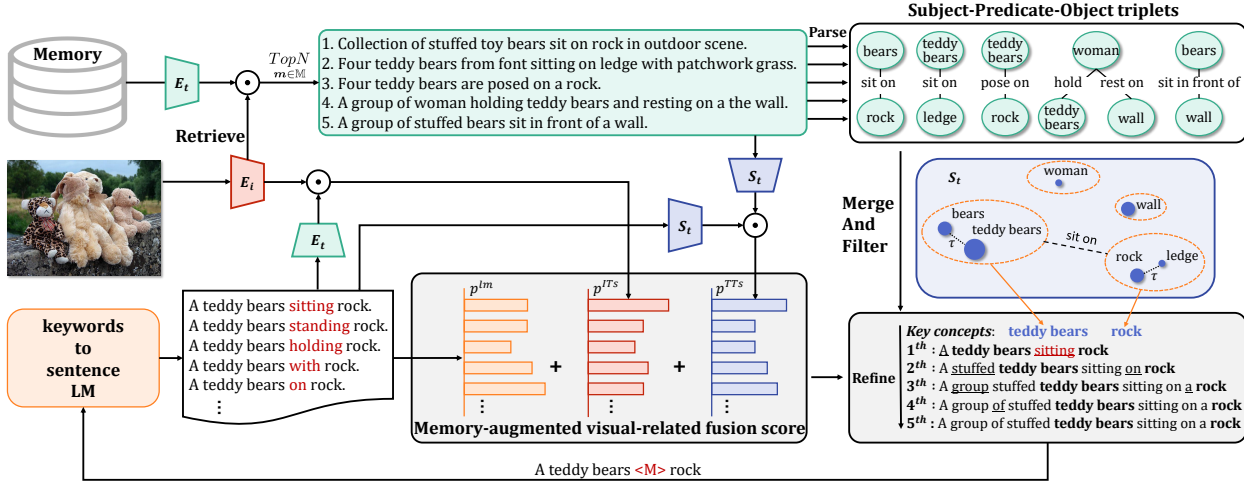 Memory
E_t
TopN
m∈𝕄
Retrieve
1. Collection of stuffed toy bears sit on rock in outdoor scene.
2. Four teddy bears from font sitting on ledge with patchwork grass.
3. Four teddy bears are posed on a rock.
4. A group of woman holding teddy bears and resting on a the wall.
5. A group of stuffed bears sit in front of a wall.
Parse
Subject-Predicate-Object triplets
bears
sit on
rock
teddy bears
sit on
ledge
teddy bears
pose on
rock
woman
hold
rest on
teddy bears
wall
bears
sit in front of
wall
E_i
E_t
S_t
S_t
Merge
And
Filter
S_t
woman
wall
bears
teddy bears
τ
sit on
rock
ledge
τ
keywords
to
sentence
LM
A teddy bears sitting rock.
A teddy bears standing rock.
A teddy bears holding rock.
A teddy bears with rock.
A teddy bears on rock.
⋮
p^{lm}
p^{ITs}
p^{TTs}
+
+
⋮
⋮
⋮
Memory-augmented visual-related fusion score
Refine
Key concepts: teddy bears rock
1^{th} : A teddy bears sitting rock
2^{th} : A stuffed teddy bears sitting on rock
3^{th} : A group stuffed teddy bears sitting on a rock
4^{th} : A group of stuffed teddy bears sitting on a rock
5^{th} : A group of stuffed teddy bears sitting on a rock
A teddy bears <M> rock